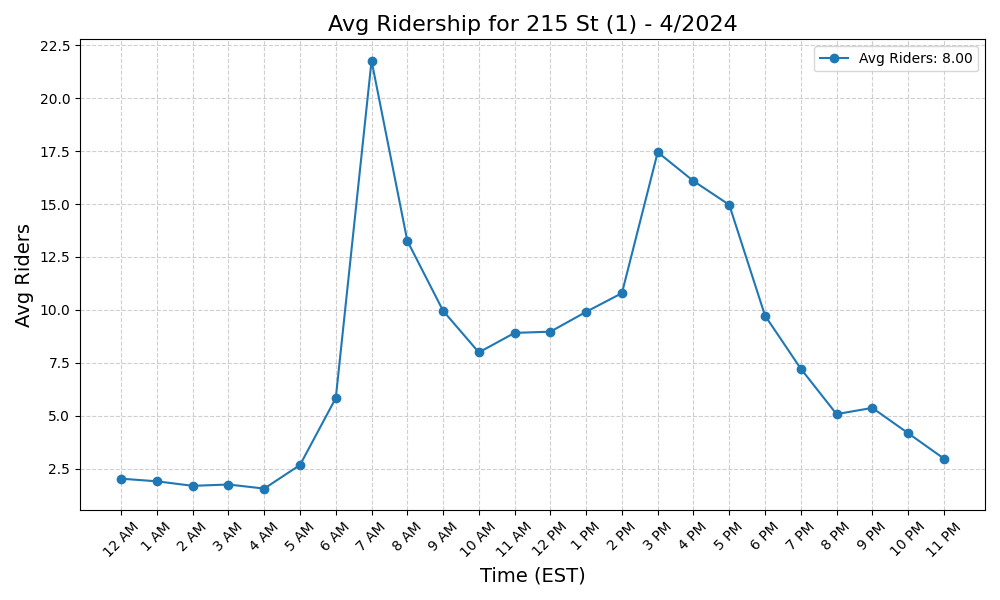 Avg Ridership for 215 St (1) - 4/2024
Avg Riders: 8.00
22.5
20.0
17.5
15.0
12.5
10.0
7.5
5.0
2.5
Avg Riders
12 AM
1 AM
2 AM
3 AM
4 AM
5 AM
6 AM
7 AM
8 AM
9 AM
10 AM
11 AM
12 PM
1 PM
2 PM
3 PM
4 PM
5 PM
6 PM
7 PM
8 PM
9 PM
10 PM
11 PM
Time (EST)